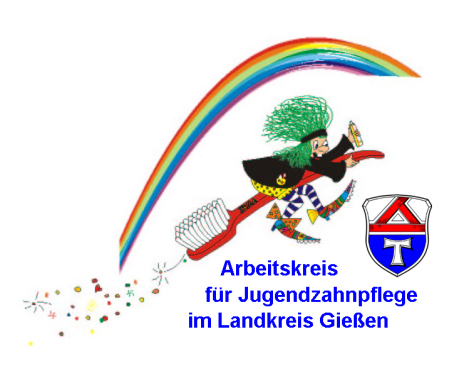 Arbeitskreis
für Jugendzahnpflege
im Landkreis Gießen